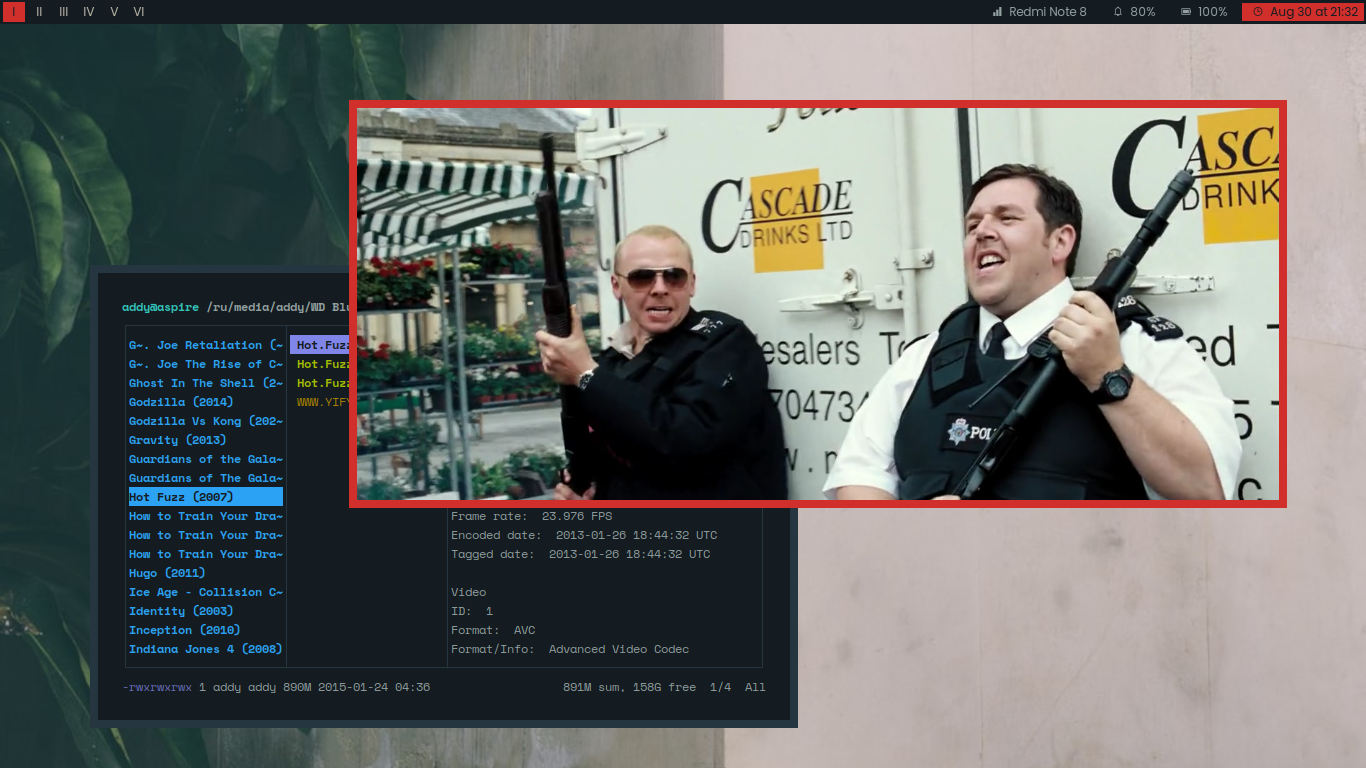 I II III IV V VI
Redmi Note 8 80% 100% Aug 30 at 21:32
CASCADE
DRINKS LTD
CASC
DRINK
esalers
ed
70473
5
POL
128
addy@aspire /ru/media/addy/WD Bl
G~. Joe Retaliation (~
G~. Joe The Rise of C~
Ghost In The Shell (2~
Godzilla (2014)
Godzilla Vs Kong (202~
Gravity (2013)
Guardians of the Gala~
Guardians of The Gala~
Hot Fuzz (2007)
How to Train Your Dra~
How to Train Your Dra~
How to Train Your Dra~
Hugo (2011)
Ice Age - Collision C~
Identity (2003)
Inception (2010)
Indiana Jones 4 (2008)
Hot.Fuzz
Hot.Fuzz
Hot.Fuzz
WWW.YIFY
Frame rate: 23.976 FPS
Encoded date: 2013-01-26 18:44:32 UTC
Tagged date: 2013-01-26 18:44:32 UTC
Video
ID: 1
Format: AVC
Format/Info: Advanced Video Codec
-rwxrwxrwx 1 addy addy 890M 2015-01-24 04:36 891M sum, 158G free 1/4 All